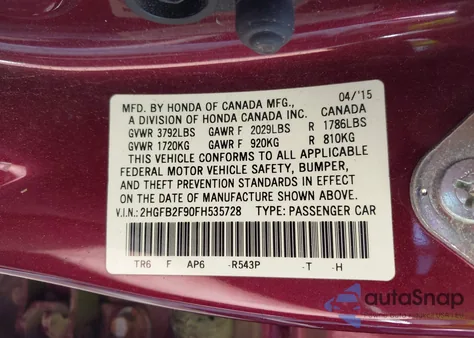 MFD. BY HONDA OF CANADA MFG., 04/'15
A DIVISION OF HONDA CANADA INC. CANADA
GVWR 3792LBS GAWR F 2029LBS R 1786LBS
GVWR 1720KG GAWR F 920KG R 810KG
THIS VEHICLE CONFORMS TO ALL APPLICABLE
FEDERAL MOTOR VEHICLE SAFETY, BUMPER,
AND THEFT PREVENTION STANDARDS IN EFFECT
ON THE DATE OF MANUFACTURE SHOWN ABOVE.
V.I.N.: 2HGFB2F90FH535728 TYPE: PASSENGER CAR
TR6 F AP6 -R543P -T -H
autoSnap